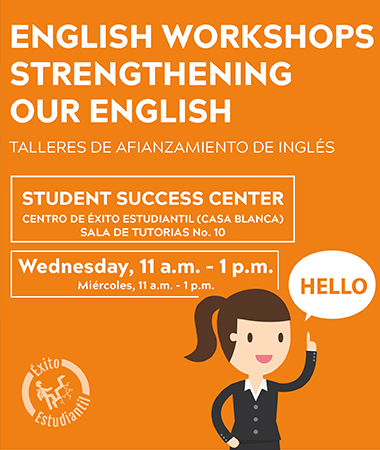 ENGLISH WORKSHOPS
STRENGTHENING
OUR ENGLISH
TALLERES DE AFIANZAMIENTO DE INGLÉS
STUDENT SUCCESS CENTER
CENTRO DE ÉXITO ESTUDIANTIL (CASA BLANCA)
SALA DE TUTORIAS No. 10
Wednesday, 11 a.m. - 1 p.m.
Miércoles, 11 a.m. - 1 p.m.
HELLO
Éxito
Estudiantil